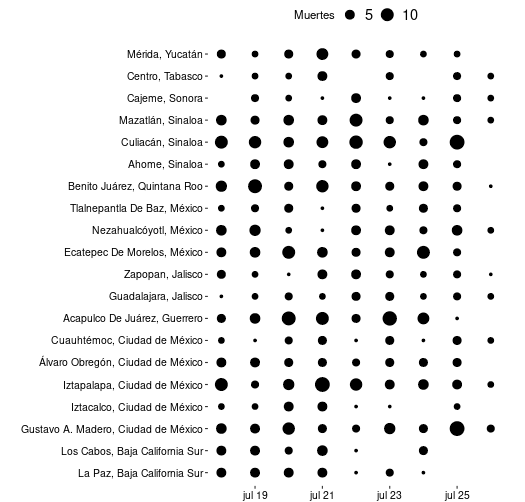 Muertes 5 10
Mérida, Yucatán
Centro, Tabasco
Cajeme, Sonora
Mazatlán, Sinaloa
Culiacán, Sinaloa
Ahome, Sinaloa
Benito Juárez, Quintana Roo
Tlalnepantla De Baz, México
Nezahualcóyotl, México
Ecatepec De Morelos, México
Zapopan, Jalisco
Guadalajara, Jalisco
Acapulco De Juárez, Guerrero
Cuauhtémoc, Ciudad de México
Álvaro Obregón, Ciudad de México
Iztapalapa, Ciudad de México
Iztacalco, Ciudad de México
Gustavo A. Madero, Ciudad de México
Los Cabos, Baja California Sur
La Paz, Baja California Sur
jul 19 jul 21 jul 23 jul 25